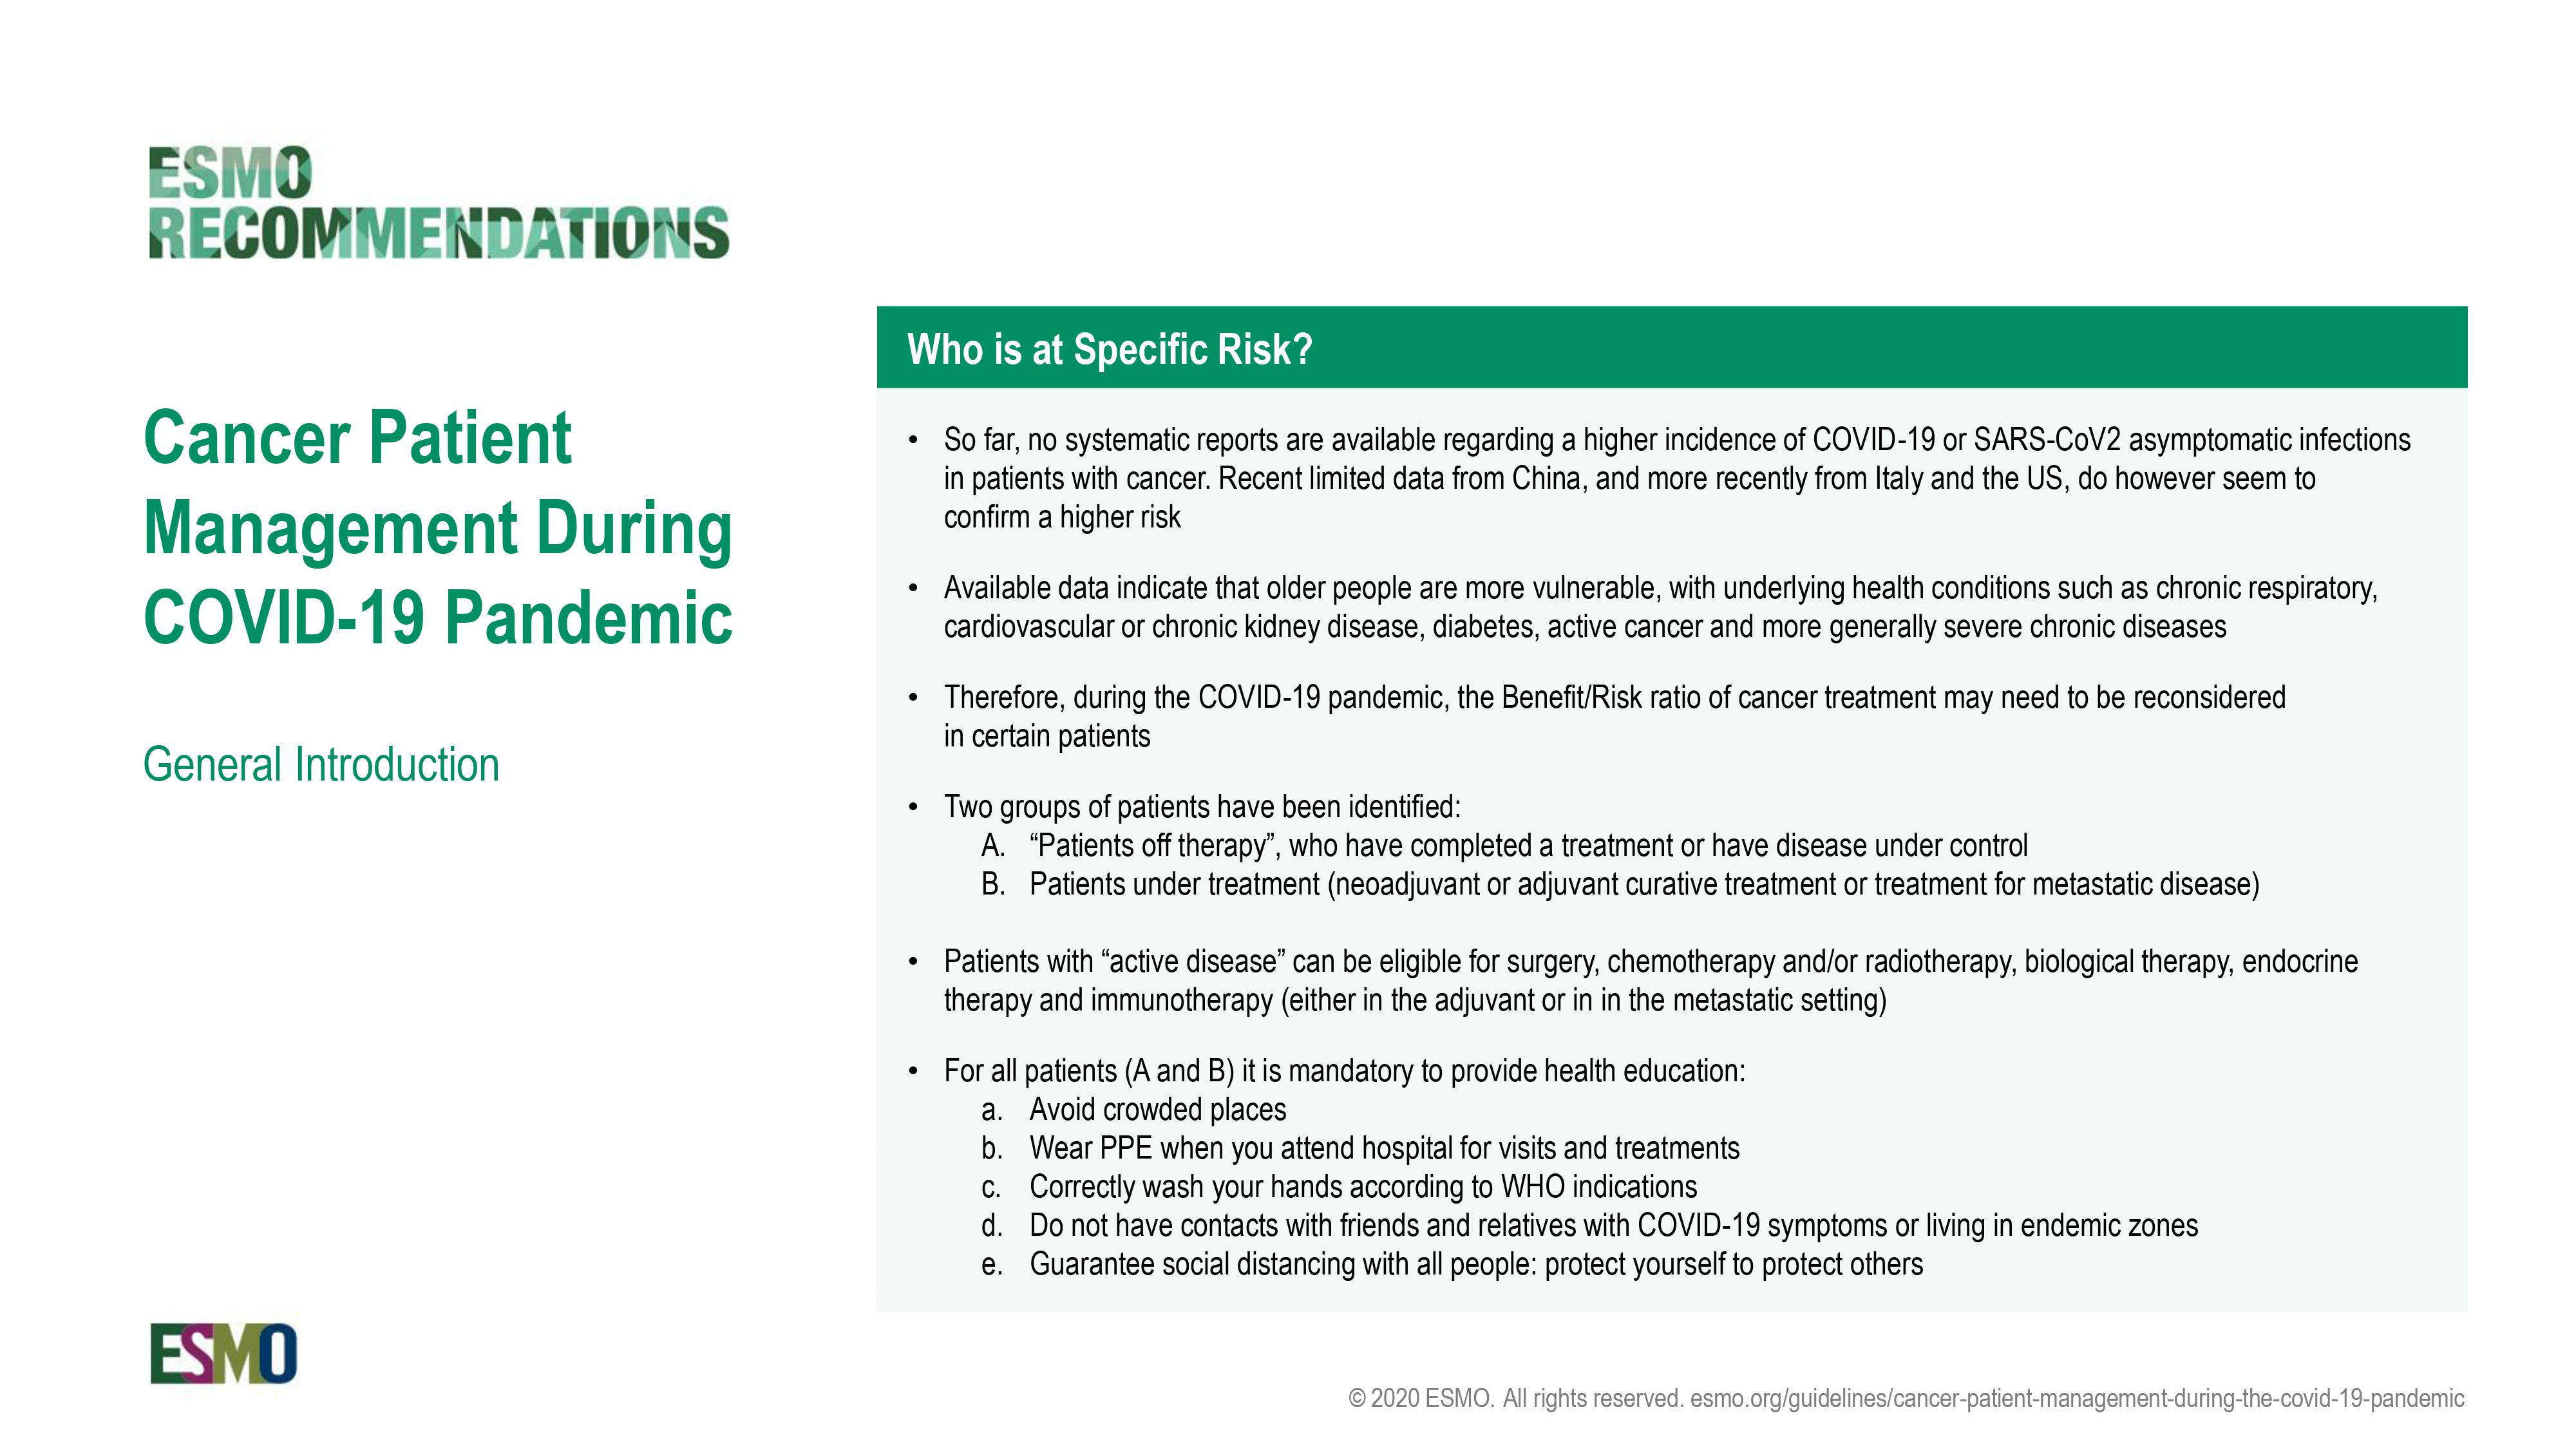 ESMO
RECOMMENDATIONS
Cancer Patient
Management During
COVID-19 Pandemic
General Introduction
Who is at Specific Risk?
• So far, no systematic reports are available regarding a higher incidence of COVID-19 or SARS-CoV2 asymptomatic infections
in patients with cancer. Recent limited data from China, and more recently from Italy and the US, do however seem to
confirm a higher risk
• Available data indicate that older people are more vulnerable, with underlying health conditions such as chronic respiratory,
cardiovascular or chronic kidney disease, diabetes, active cancer and more generally severe chronic diseases
• Therefore, during the COVID-19 pandemic, the Benefit/Risk ratio of cancer treatment may need to be reconsidered
in certain patients
• Two groups of patients have been identified:
A. “Patients off therapy”, who have completed a treatment or have disease under control
B. Patients under treatment (neoadjuvant or adjuvant curative treatment or treatment for metastatic disease)
• Patients with “active disease” can be eligible for surgery, chemotherapy and/or radiotherapy, biological therapy, endocrine
therapy and immunotherapy (either in the adjuvant or in in the metastatic setting)
• For all patients (A and B) it is mandatory to provide health education:
a. Avoid crowded places
b. Wear PPE when you attend hospital for visits and treatments
c. Correctly wash your hands according to WHO indications
d. Do not have contacts with friends and relatives with COVID-19 symptoms or living in endemic zones
e. Guarantee social distancing with all people: protect yourself to protect others
ESMO
© 2020 ESMO. All rights reserved. esmo.org/guidelines/cancer-patient-management-during-the-covid-19-pandemic